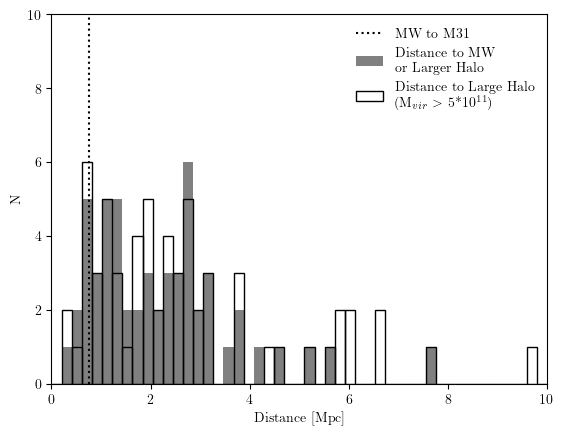 10
8
6
4
2
0
N
MW to M31
Distance to MW
or Larger Halo
Distance to Large Halo
(M_{vir} > 5*10^{11})
0 2 4 6 8 10
Distance [Mpc]